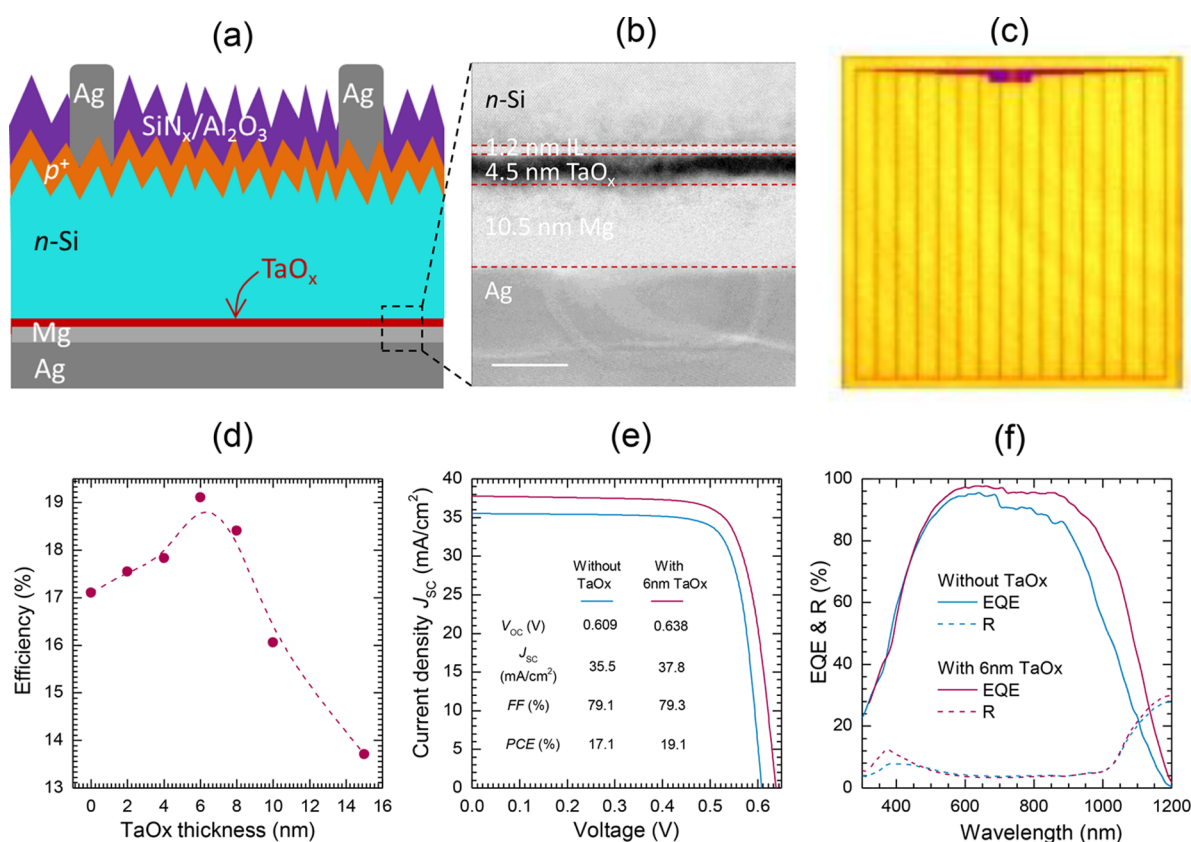 (a)
Ag
Ag
SiNx/Al2O3
p+
n-Si
TaOx
Mg
Ag
(b)
n-Si
1.2 nm IL
4.5 nm TaOx
10.5 nm Mg
Ag
(c)
(d)
Efficiency (%)
19
18
17
16
15
14
13
0 2 4 6 8 10 12 14 16
TaOx thickness (nm)
(e)
Current density JSC (mA/cm2)
40
35
30
25
20
15
10
5
0
Without TaOx
With 6nm TaOx
VOC (V) 0.609 0.638
JSC (mA/cm2) 35.5 37.8
FF (%) 79.1 79.3
PCE (%) 17.1 19.1
0.0 0.1 0.2 0.3 0.4 0.5 0.6
Voltage (V)
(f)
EQE & R (%)
100
80
60
40
20
0
Without TaOx
EQE
R
With 6nm TaOx
EQE
R
400 600 800 1000 1200
Wavelength (nm)